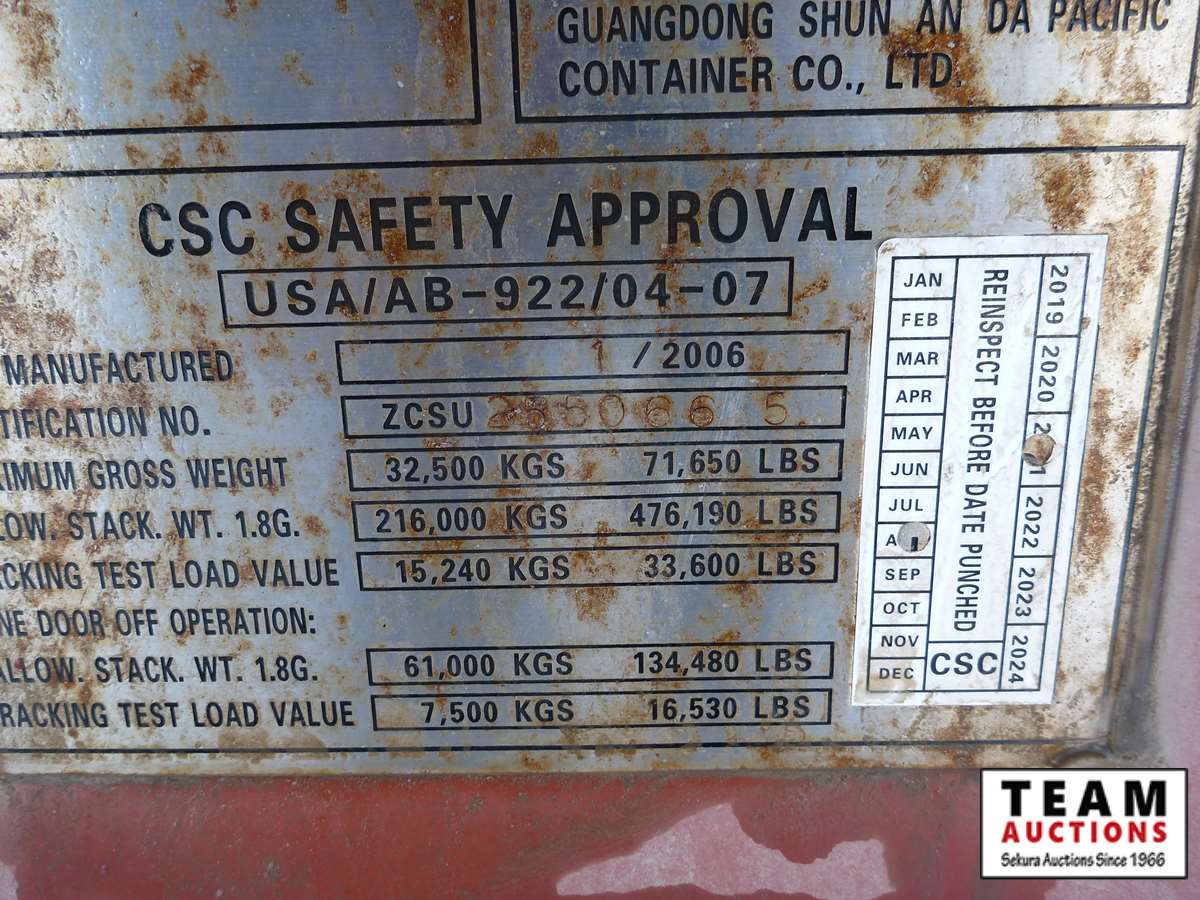 GUANGDONG SHUN AN DA PACIFIC
CONTAINER CO., LTD.
CSC SAFETY APPROVAL
USA/AB-922/04-07
MANUFACTURED 1 / 2006
TIFICATION NO. ZCSU 255066 5
XIMUM GROSS WEIGHT 32,500 KGS 71,650 LBS
LOW. STACK. WT. 1.8G. 216,000 KGS 476,190 LBS
ACKING TEST LOAD VALUE 15,240 KGS 33,600 LBS
NE DOOR OFF OPERATION:
ALLOW. STACK. WT. 1.8G. 61,000 KGS 134,480 LBS
RACKING TEST LOAD VALUE 7,500 KGS 16,530 LBS
JAN
FEB
MAR
APR
MAY
JUN
JUL
A
SEP
OCT
NOV
DEC
REINSPECT BEFORE DATE PUNCHED
CSC
2019 2020 2 1 2022 2023 2024
TEAM
AUCTIONS
Sekura Auctions Since 1966